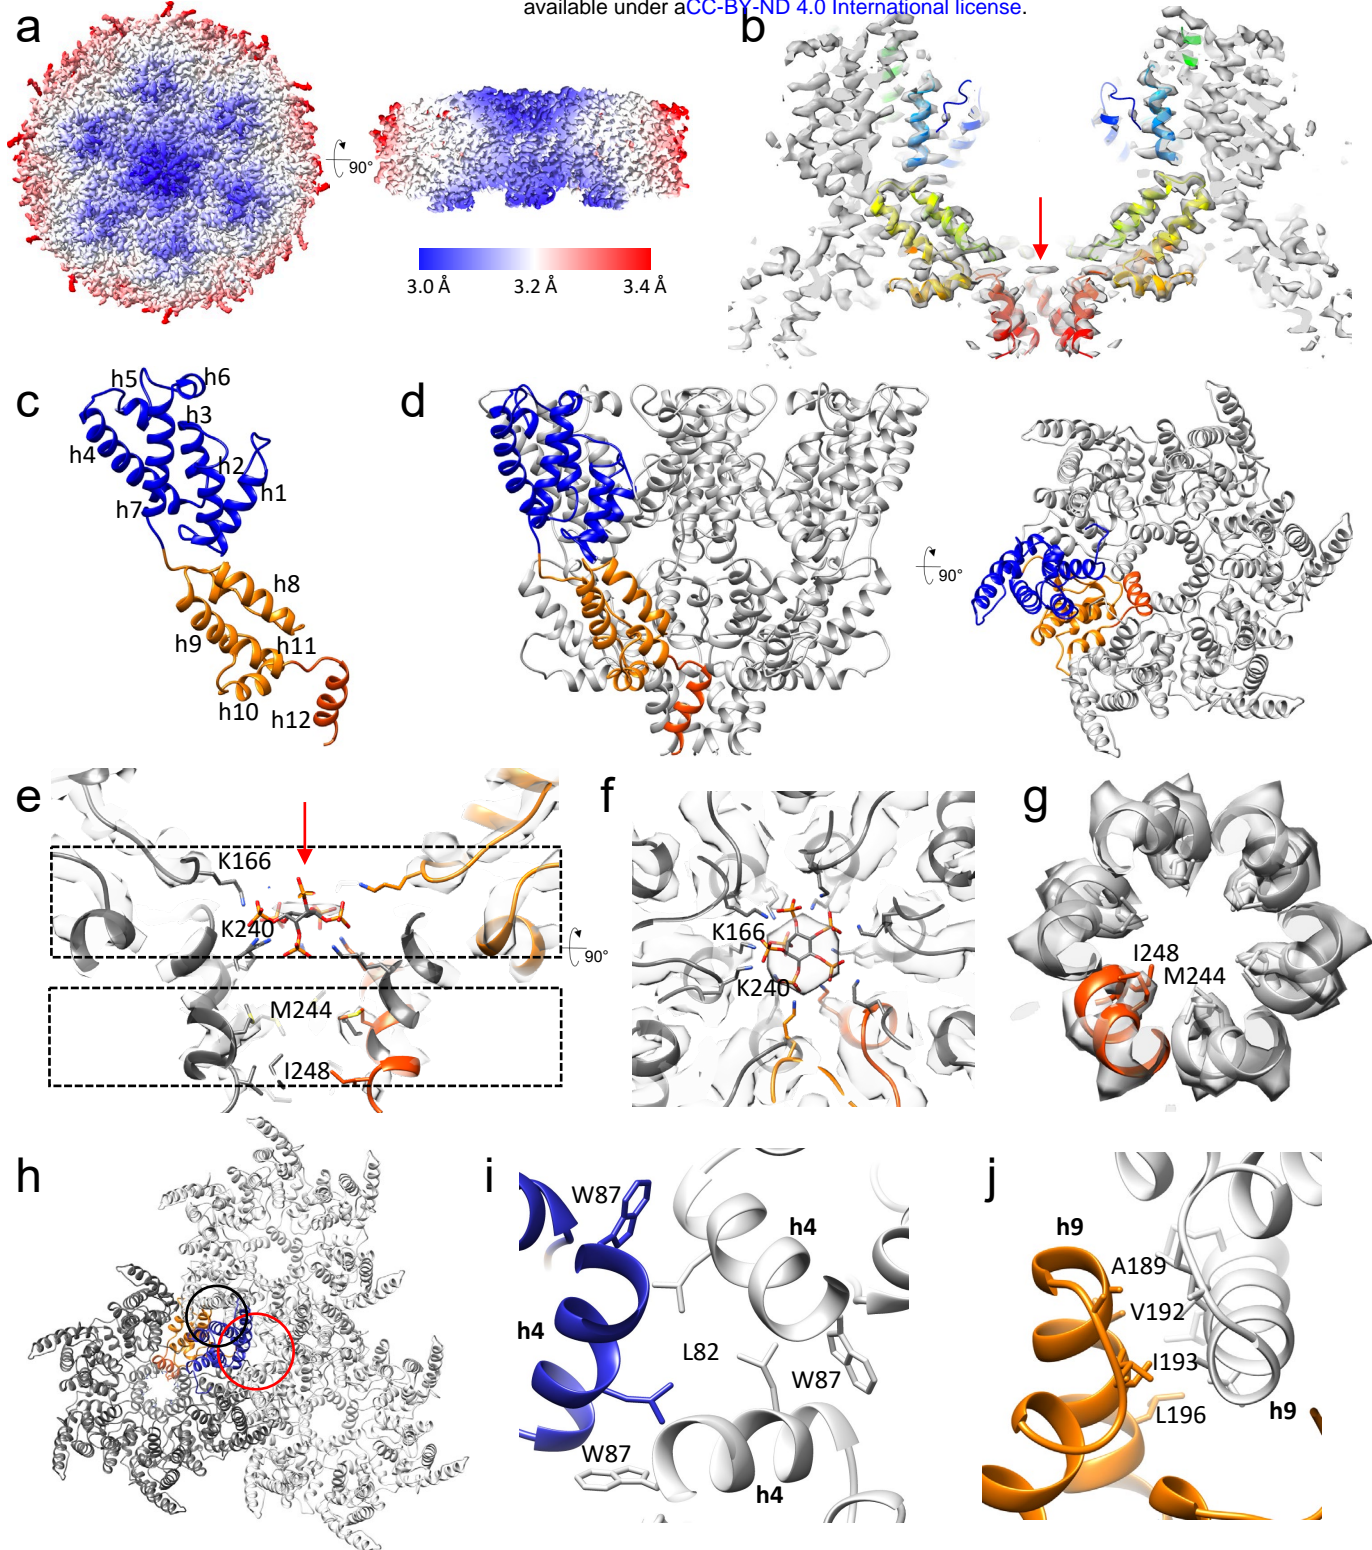 available under aCC-BY-ND 4.0 International license.
a
90°
3.0 Å 3.2 Å 3.4 Å
b
c
h5
h6
h3
h4
h2
h1
h7
h8
h9
h11
h10
h12
d
90°
e
K166
K240
M244
I248
90°
f
K166
K240
g
I248
M244
h
i
W87
h4
h4
L82
W87
W87
h4
j
h9
A189
V192
I193
L196
h9